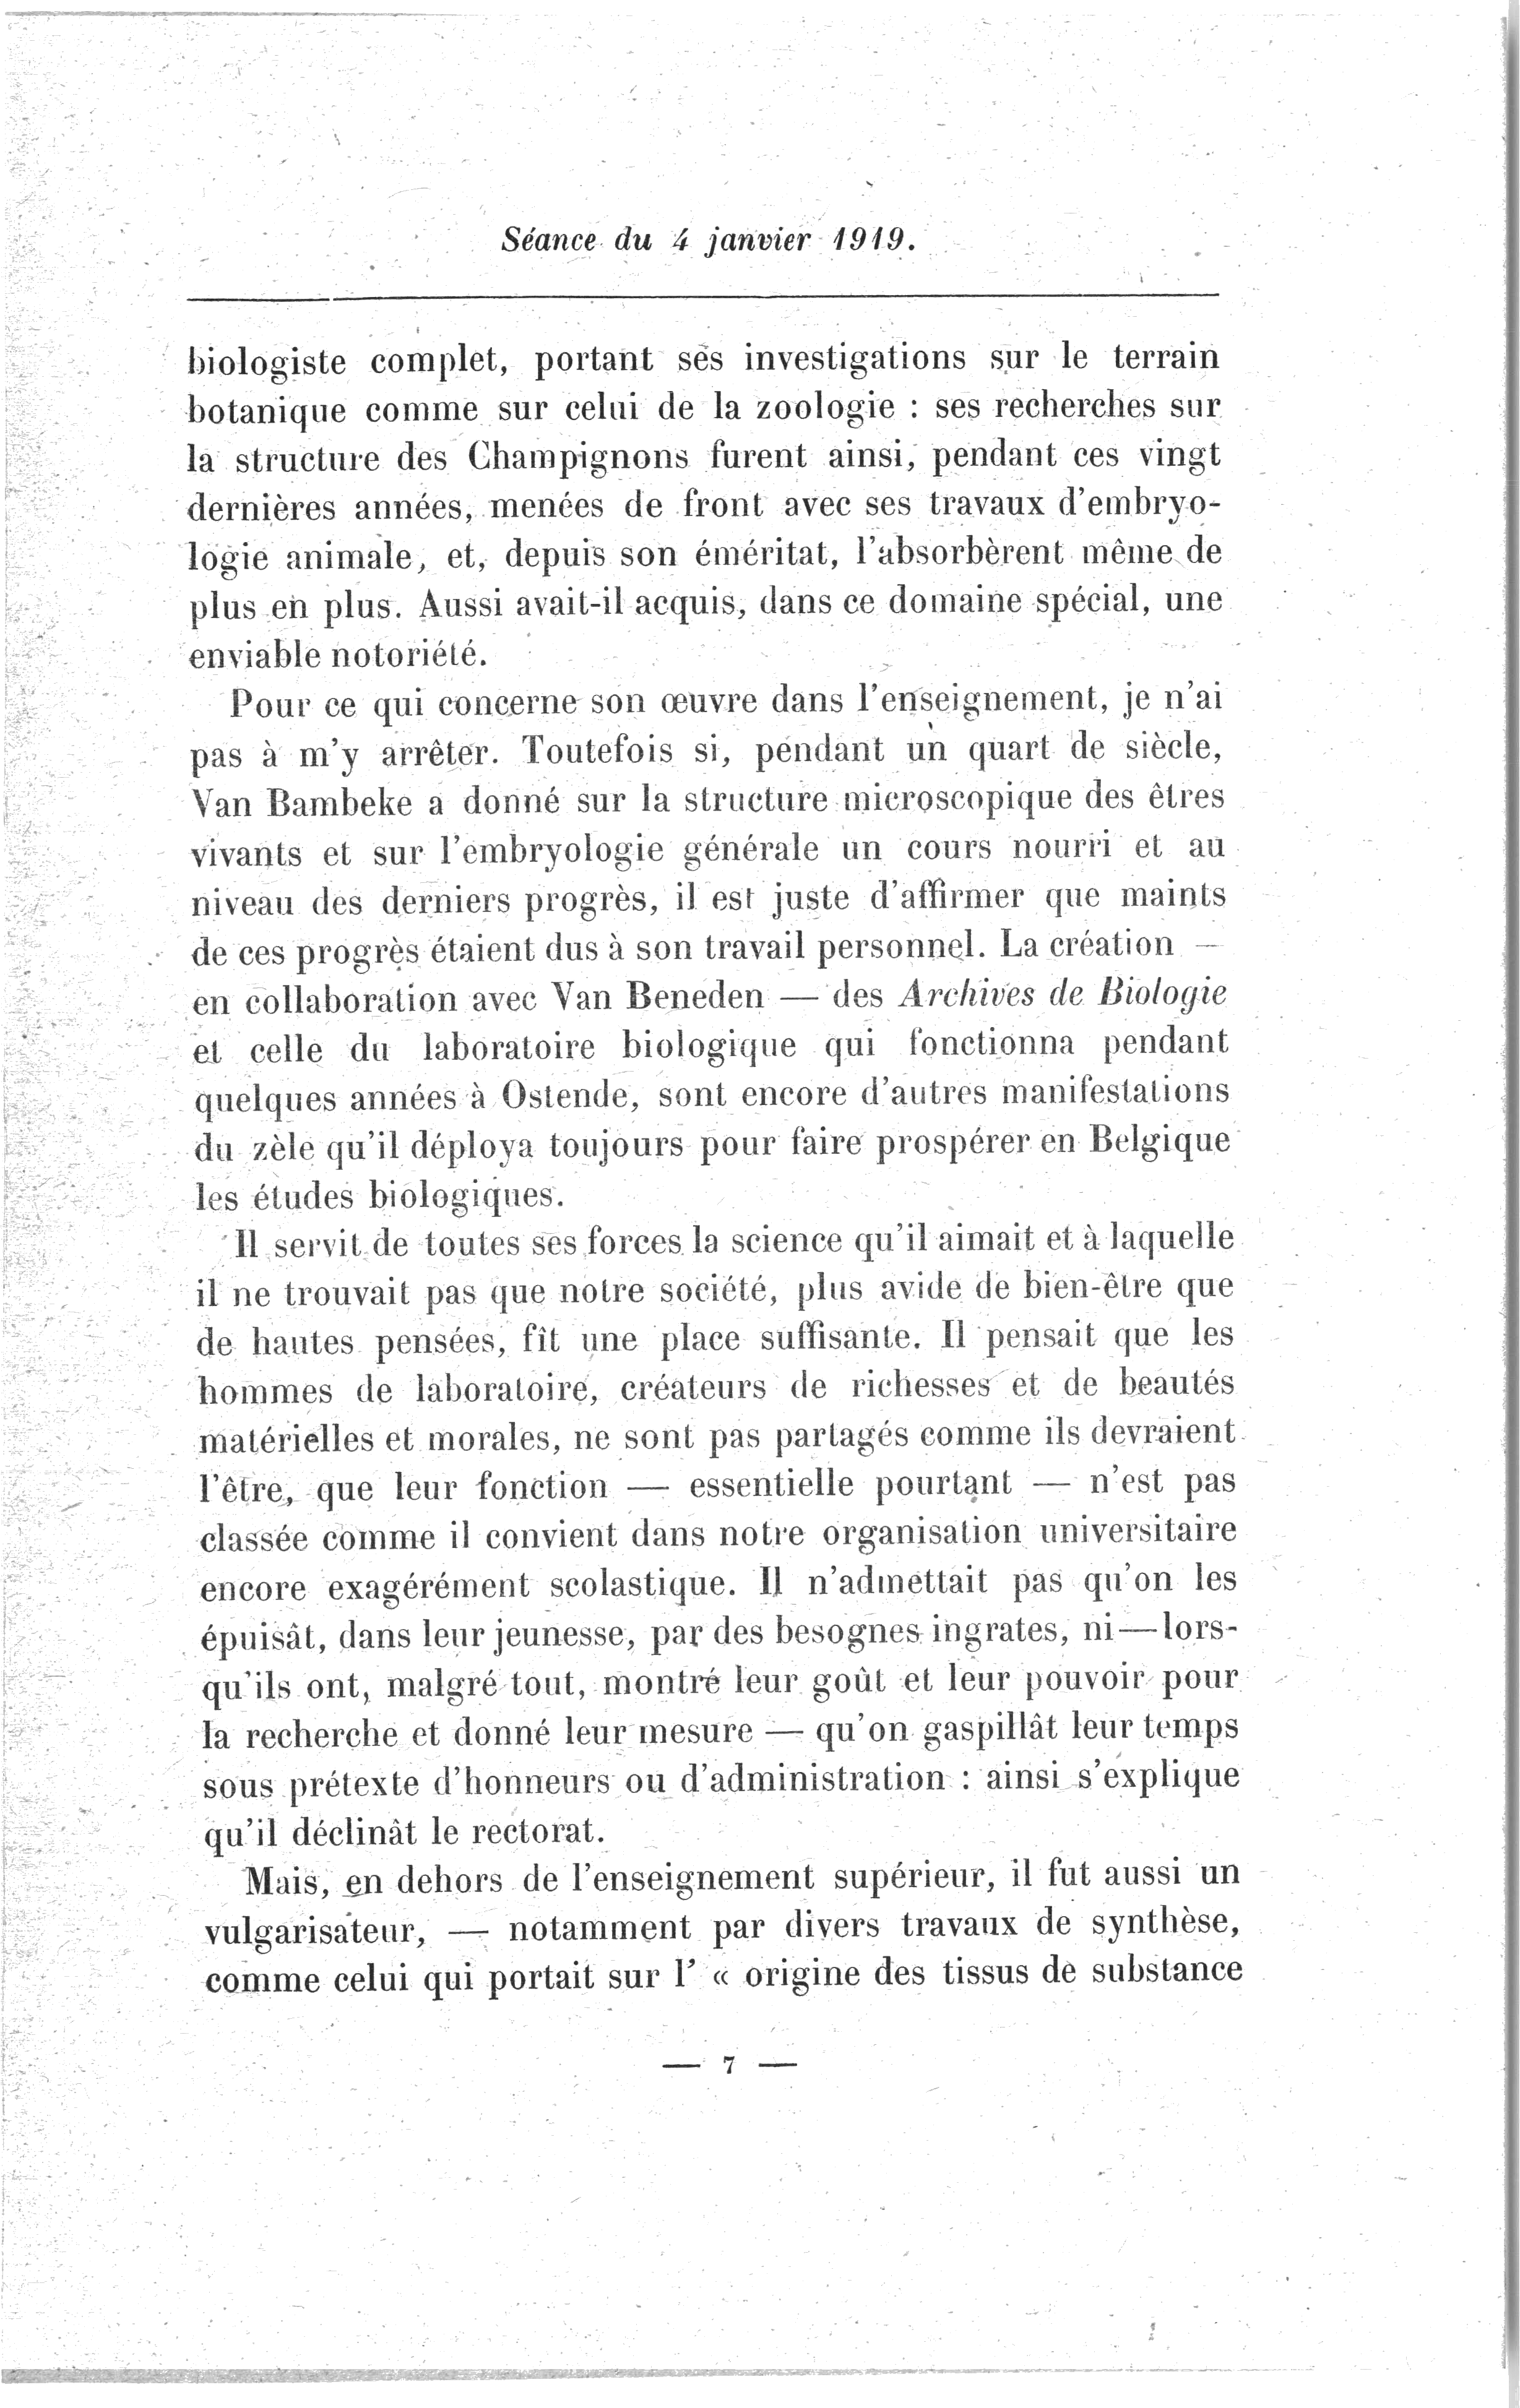 Séance du 4 janvier 1919.
biologiste complet, portant ses investigations sur le terrain
botanique comme sur celui de la zoologie : ses recherches sur
la structure des Champignons furent ainsi, pendant ces vingt
dernières années, menées de front avec ses travaux d'embryo-
logie animale, et, depuis son éméritat, l'absorbèrent même de
plus en plus. Aussi avait-il acquis, dans ce domaine spécial, une
enviable notoriété.
Pour ce qui concerne son œuvre dans l'enseignement, je n'ai
pas à m'y arrêter. Toutefois si, pendant un quart de siècle,
Van Bambeke a donné sur la structure microscopique des êtres
vivants et sur l'embryologie générale un cours nourri et au
niveau des derniers progrès, il est juste d'affirmer que maints
de ces progrès étaient dus à son travail personnel. La création —
en collaboration avec Van Beneden — des Archives de Biologie
et celle du laboratoire biologique qui fonctionna pendant
quelques années à Ostende, sont encore d'autres manifestations
du zèle qu'il déploya toujours pour faire prospérer en Belgique
les études biologiques.
Il servit de toutes ses forces la science qu'il aimait et à laquelle
il ne trouvait pas que notre société, plus avide de bien-être que
de hautes pensées, fît une place suffisante. Il pensait que les
hommes de laboratoire, créateurs de richesses et de beautés
matérielles et morales, ne sont pas partagés comme ils devraient
l'être, que leur fonction — essentielle pourtant — n'est pas
classée comme il convient dans notre organisation universitaire
encore exagérément scolastique. Il n'admettait pas qu'on les
épuisât, dans leur jeunesse, par des besognes ingrates, ni — lors-
qu'ils ont, malgré tout, montré leur goût et leur pouvoir pour
la recherche et donné leur mesure — qu'on gaspillât leur temps
sous prétexte d'honneurs ou d'administration : ainsi s'explique
qu'il déclinât le rectorat.
Mais, en dehors de l'enseignement supérieur, il fut aussi un
vulgarisateur, — notamment par divers travaux de synthèse,
comme celui qui portait sur l' « origine des tissus de substance
— 7 —